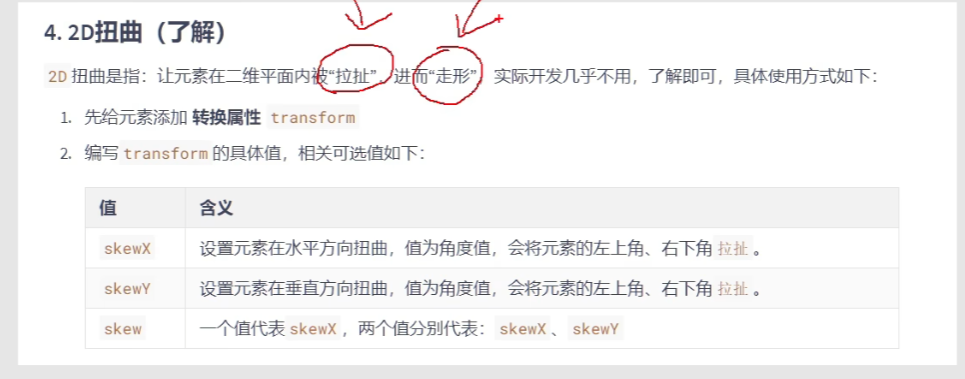 4. 2D扭曲（了解）
2D 扭曲是指：让元素在二维平面内被“拉扯”，进而“走形”，实际开发几乎不用，了解即可，具体使用方式如下：
1. 先给元素添加 转换属性 transform
2. 编写 transform 的具体值，相关可选值如下：
值 含义
skewX 设置元素在水平方向扭曲，值为角度值，会将元素的左上角、右下角 拉扯 。
skewY 设置元素在垂直方向扭曲，值为角度值，会将元素的左上角、右下角 拉扯 。
skew 一个值代表 skewX ，两个值分别代表： skewX 、 skewY